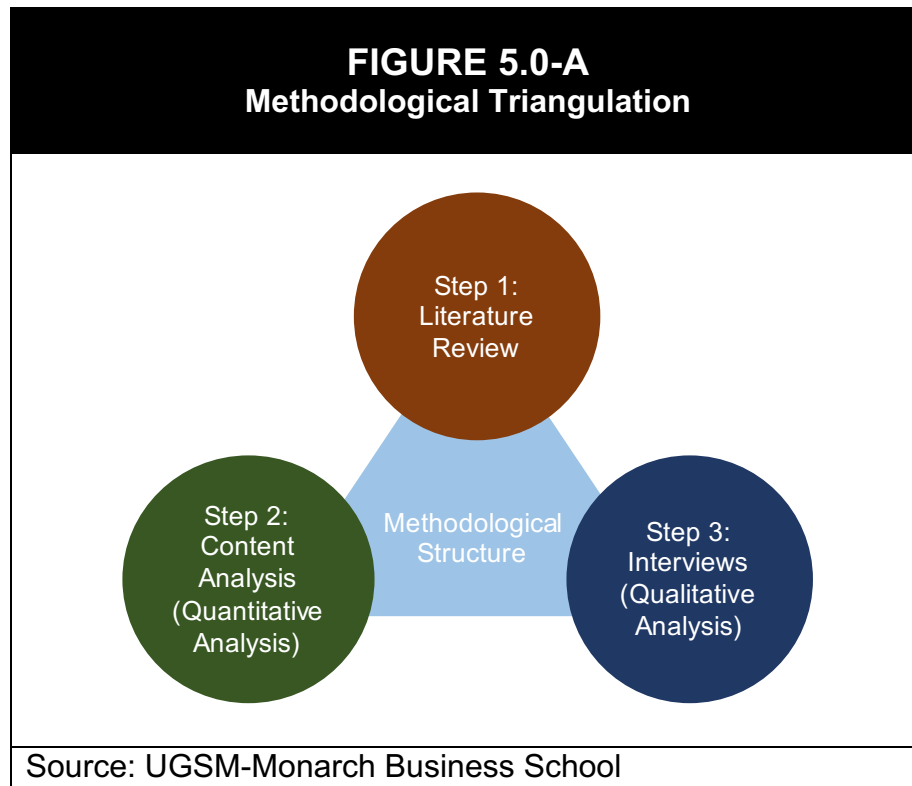 FIGURE 5.0-A
Methodological Triangulation
Step 1:
Literature
Review
Methodological
Structure
Step 2:
Content
Analysis
(Quantitative
Analysis)
Step 3:
Interviews
(Qualitative
Analysis)
Source: UGSM-Monarch Business School